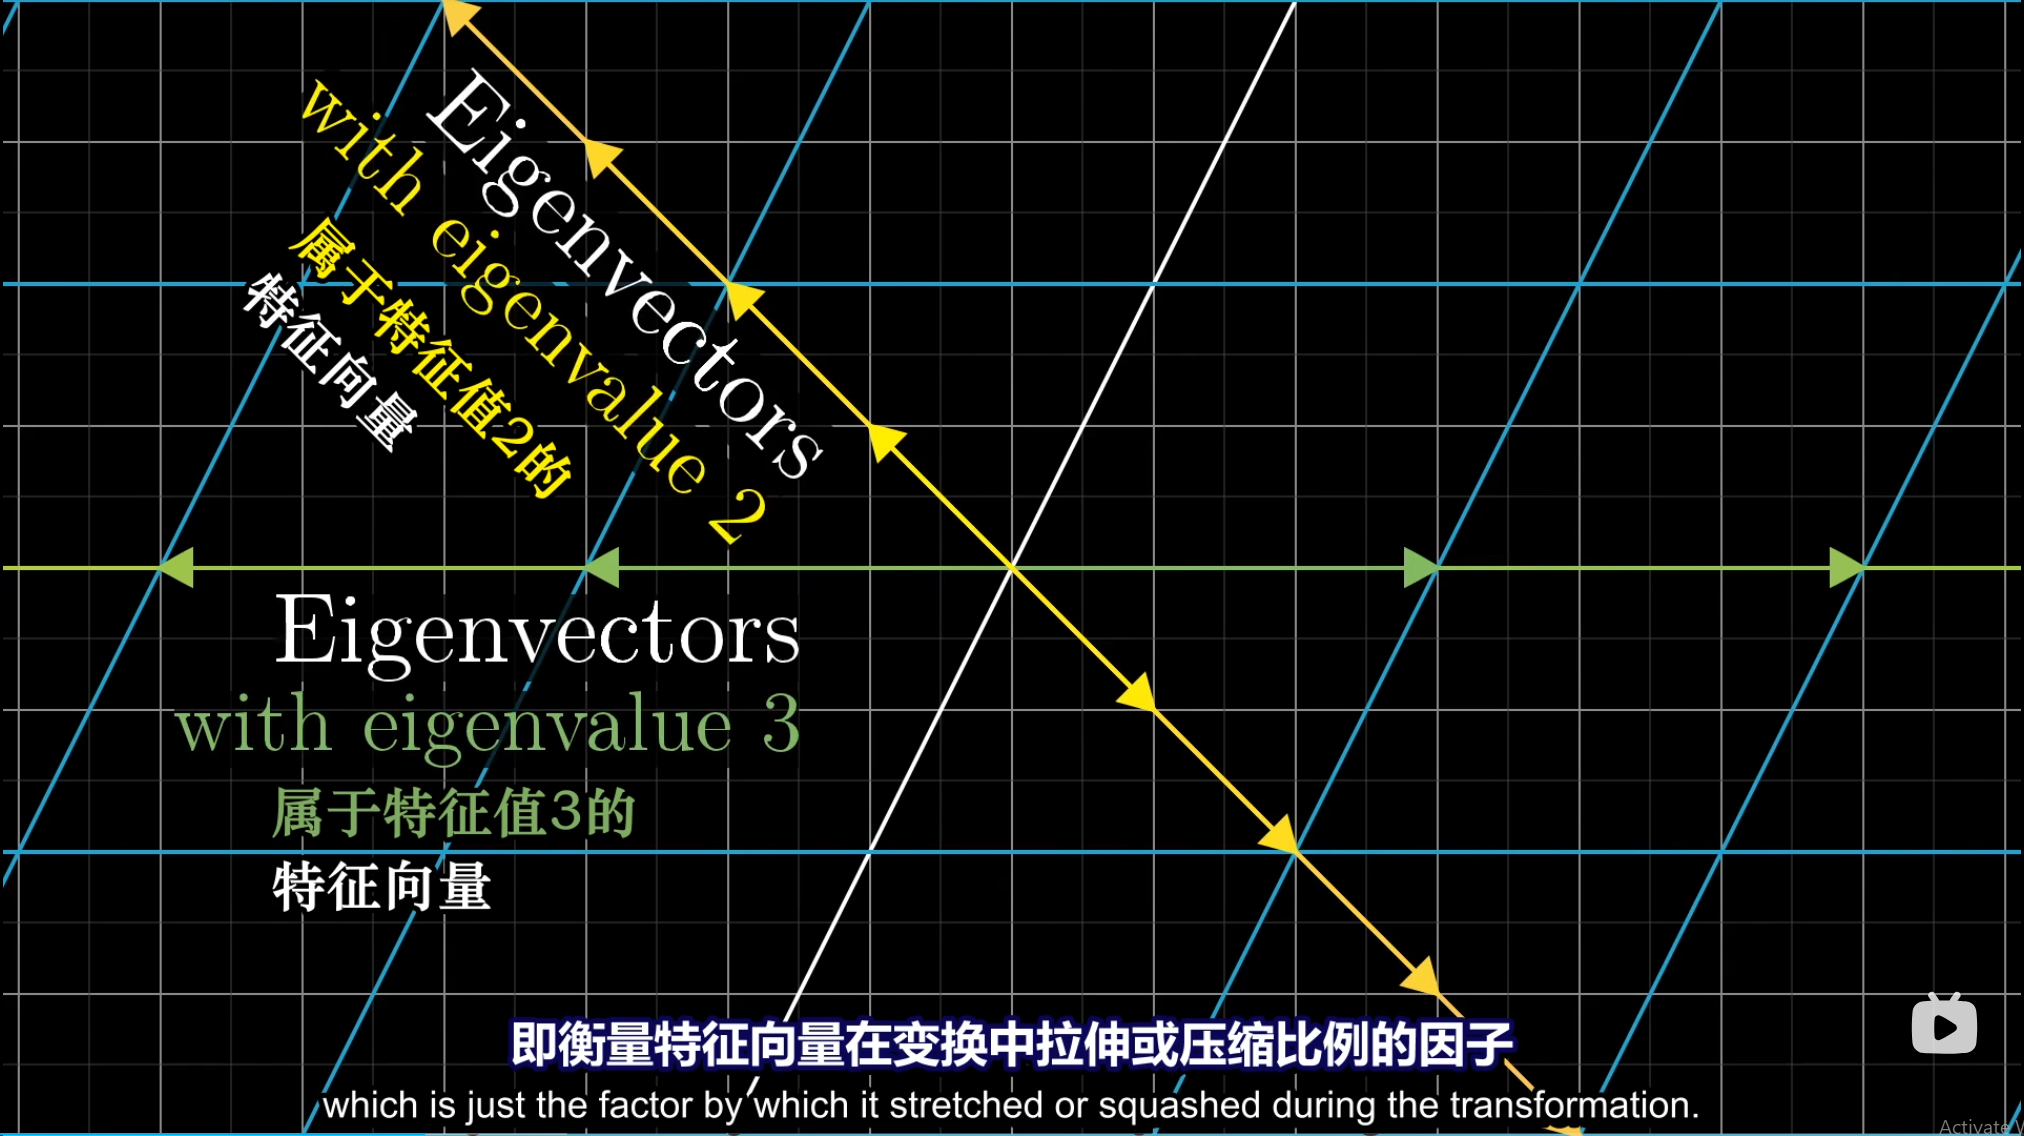 Eigenvectors
with eigenvalue 2
属于特征值2的
特征向量
Eigenvectors
with eigenvalue 3
属于特征值3的
特征向量
即衡量特征向量在变换中拉伸或压缩比例的因子
which is just the factor by which it stretched or squashed during the transformation.
Activate